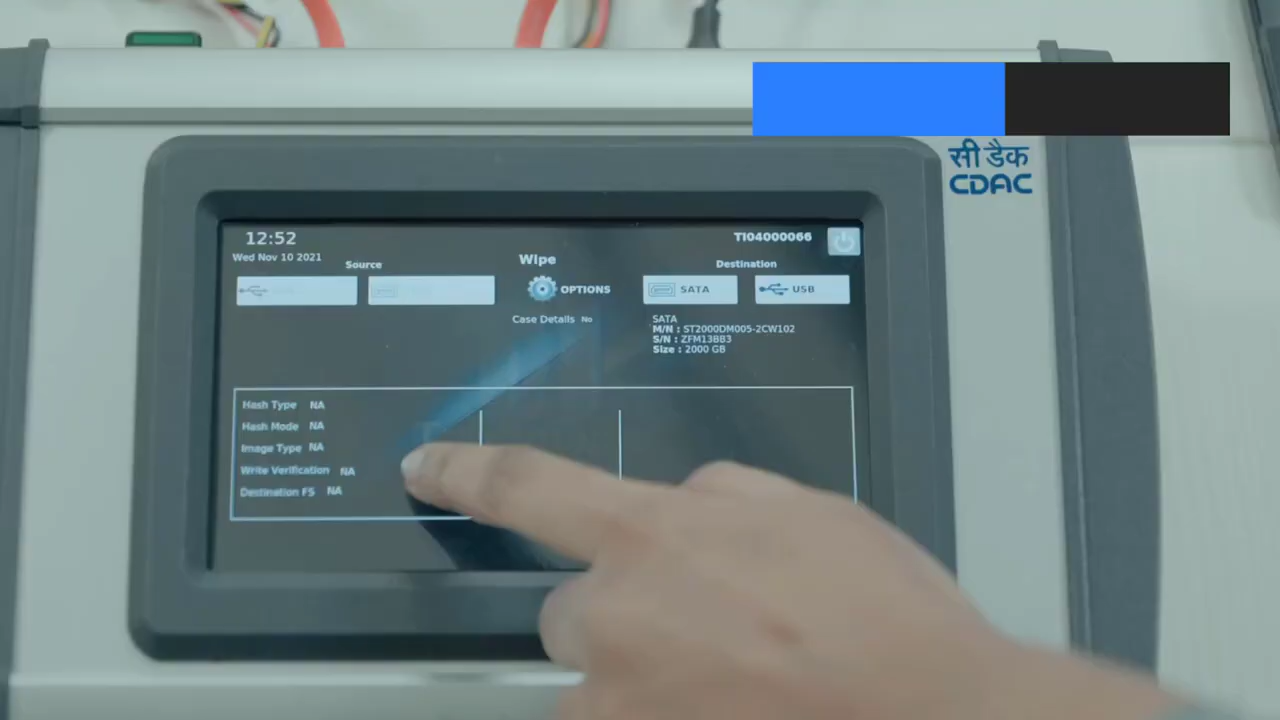 सी डैक
CDAC
12:52
TI04000066
Wed Nov 10 2021
Source
Wipe
Destination
OPTIONS
SATA
USB
Case Details No
SATA
M/N : ST2000DM005-2CW102
S/N : ZFM13BB3
Size : 2000 GB
Hash Type NA
Hash Mode NA
Image Type NA
Write Verification NA
Destination FS NA